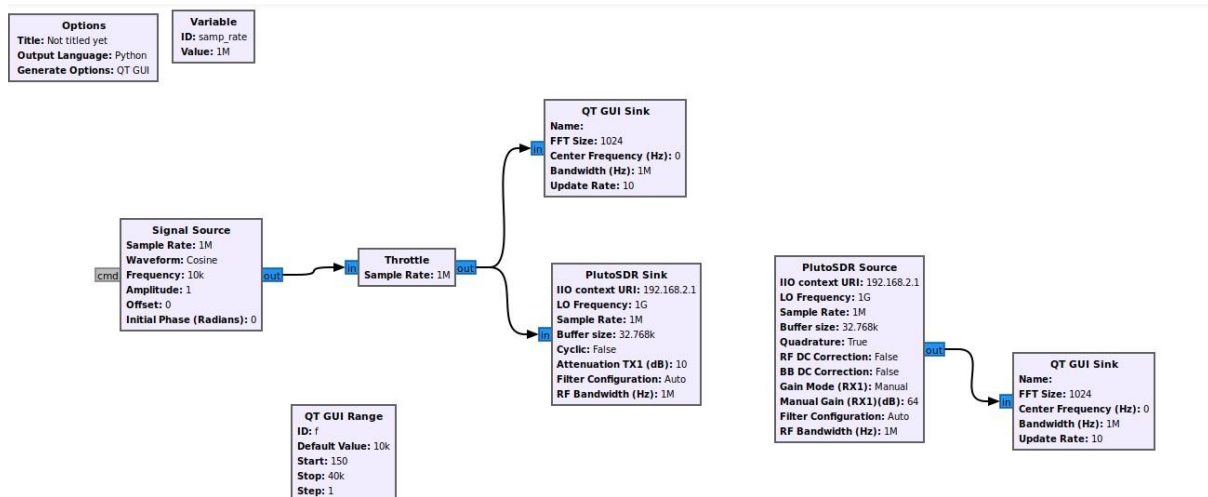 Options
Title: Not titled yet
Output Language: Python
Generate Options: QT GUI
Variable
ID: samp_rate
Value: 1M
QT GUI Sink
Name:
FFT Size: 1024
Center Frequency (Hz): 0
Bandwidth (Hz): 1M
Update Rate: 10
in
Signal Source
Sample Rate: 1M
Waveform: Cosine
Frequency: 10k
Amplitude: 1
Offset: 0
Initial Phase (Radians): 0
cmd
out
Throttle
Sample Rate: 1M
in
out
PlutoSDR Sink
IIO context URI: 192.168.2.1
LO Frequency: 1G
Sample Rate: 1M
Buffer size: 32.768k
Cyclic: False
Attenuation TX1 (dB): 10
Filter Configuration: Auto
RF Bandwidth (Hz): 1M
in
PlutoSDR Source
IIO context URI: 192.168.2.1
LO Frequency: 1G
Sample Rate: 1M
Buffer size: 32.768k
Quadrature: True
RF DC Correction: False
BB DC Correction: False
Gain Mode (RX1): Manual
Manual Gain (RX1)(dB): 64
Filter Configuration: Auto
RF Bandwidth (Hz): 1M
out
QT GUI Sink
Name:
FFT Size: 1024
Center Frequency (Hz): 0
Bandwidth (Hz): 1M
Update Rate: 10
in
QT GUI Range
ID: f
Default Value: 10k
Start: 150
Stop: 40k
Step: 1